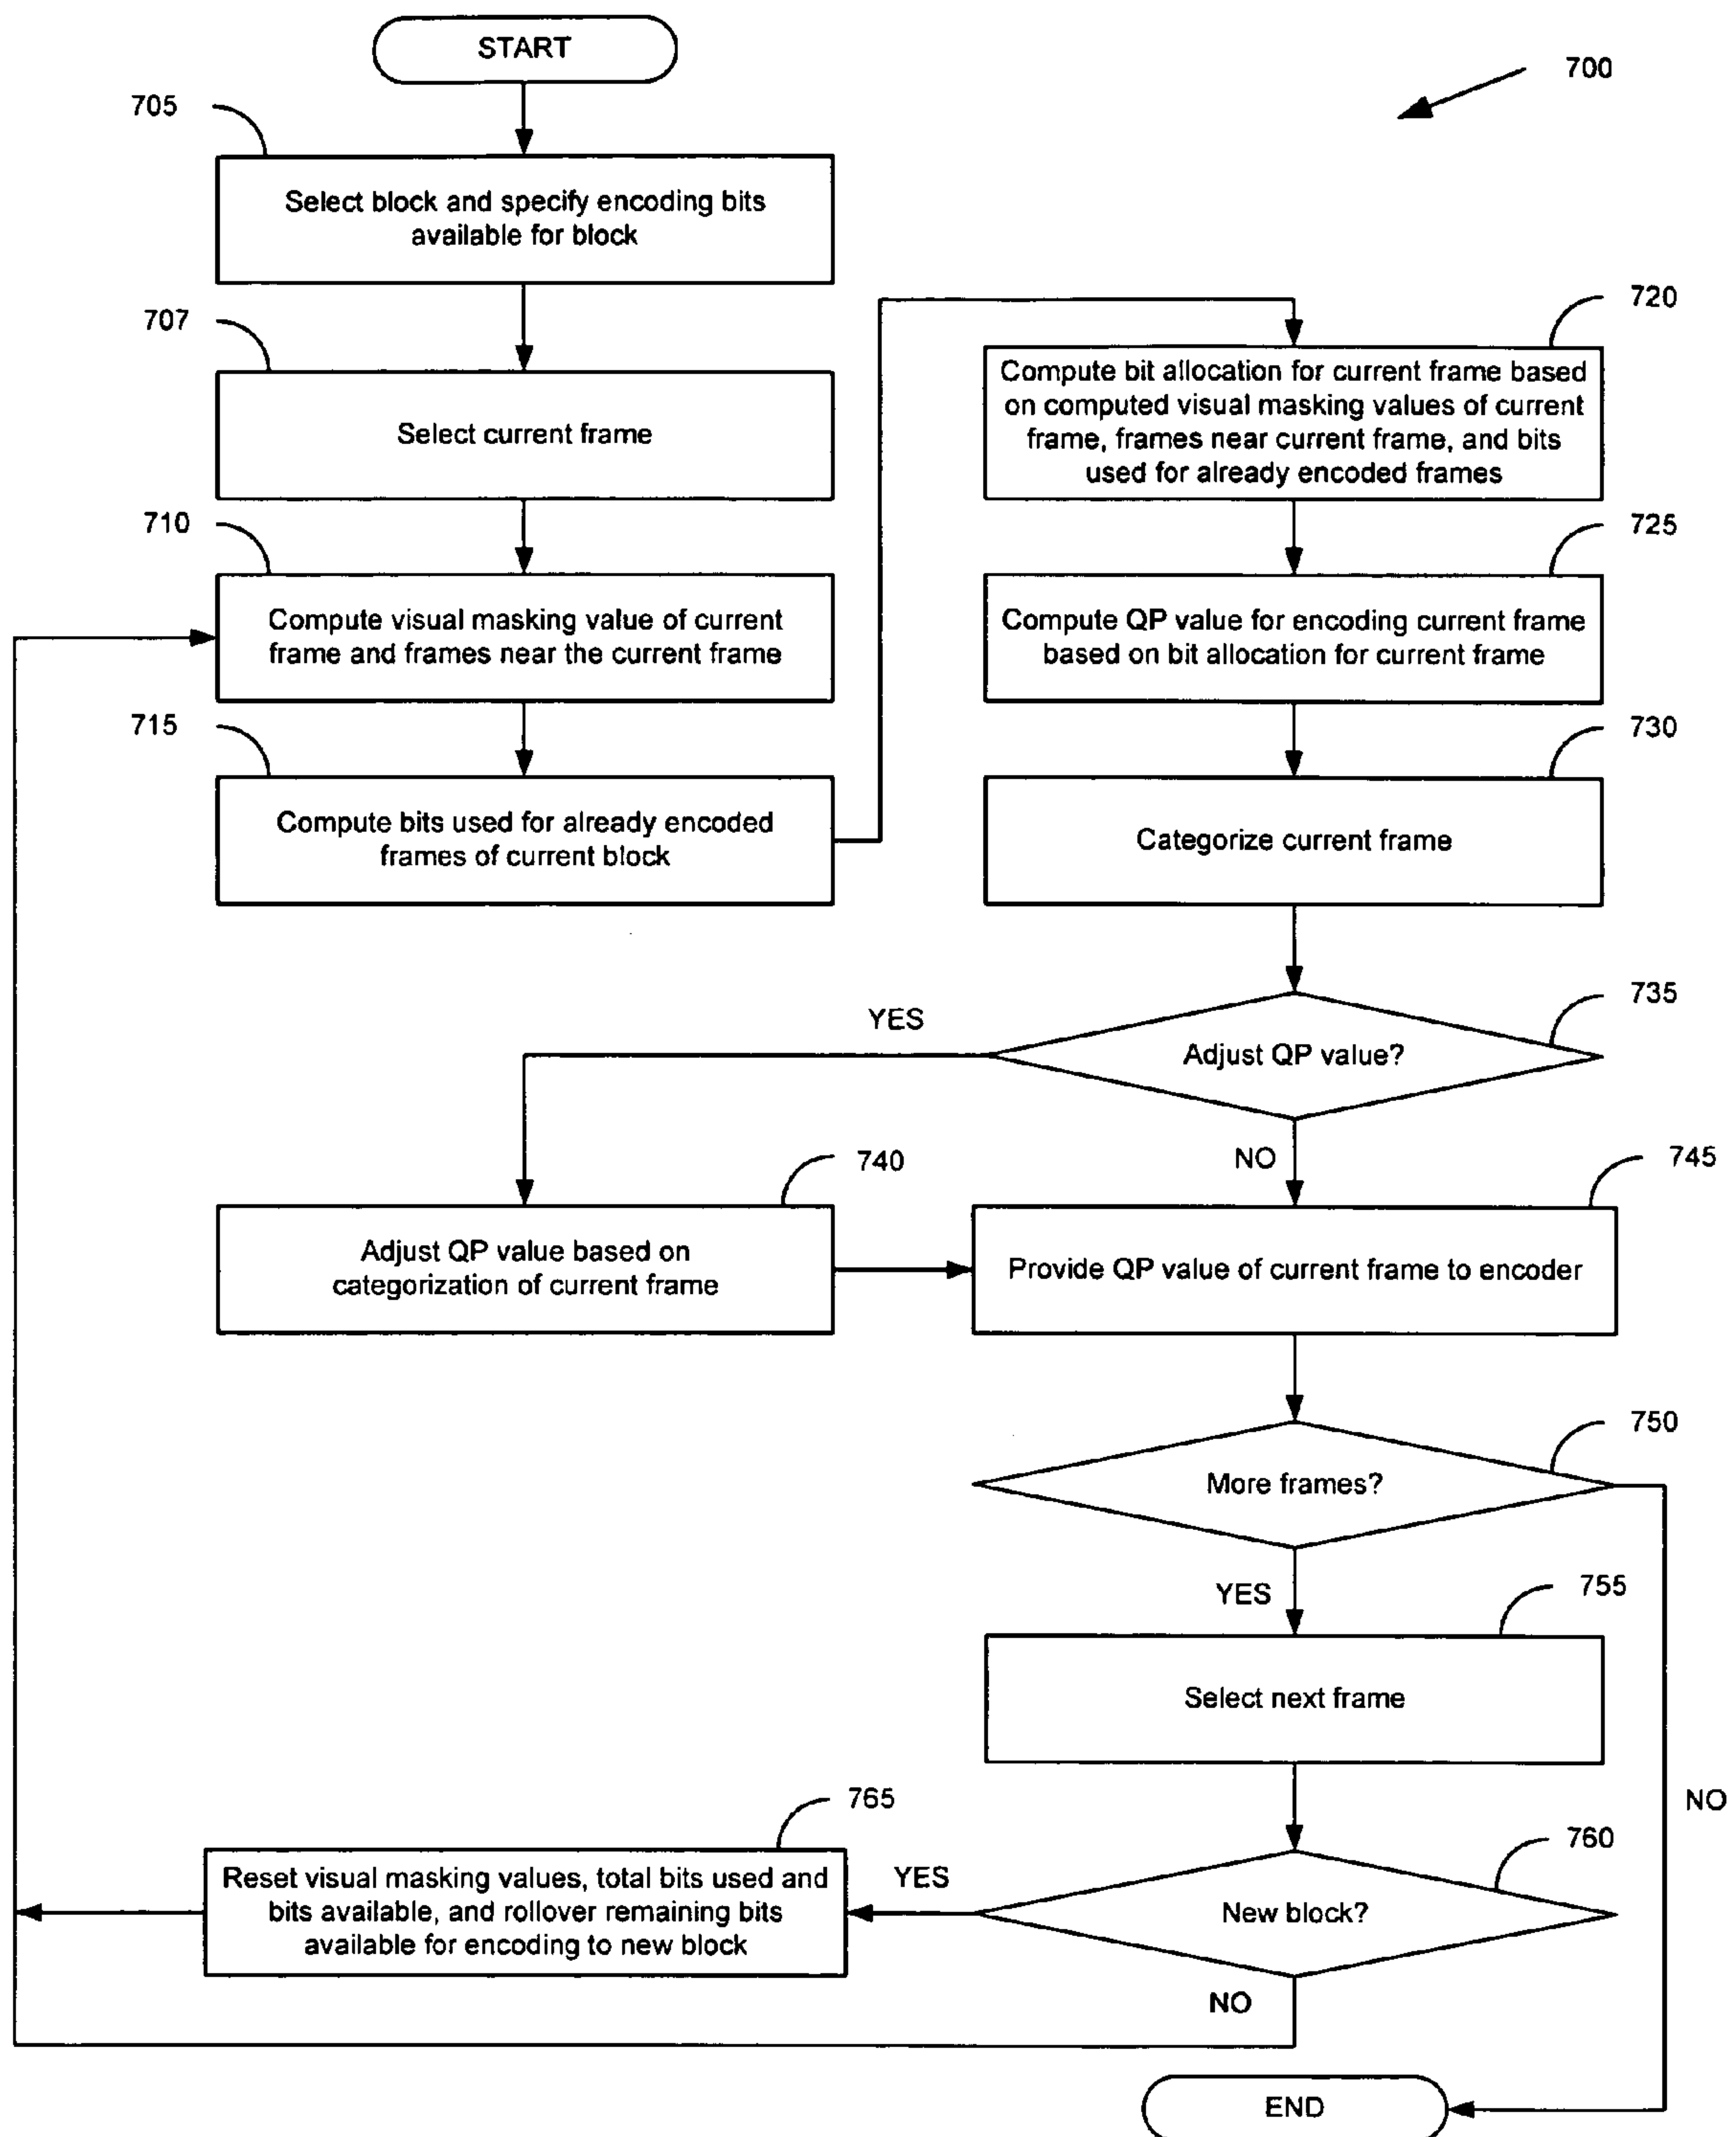 START
700
705
Select block and specify encoding bits
available for block
707
Select current frame
710
Compute visual masking value of current
frame and frames near the current frame
715
Compute bits used for already encoded
frames of current block
720
Compute bit allocation for current frame based
on computed visual masking values of current
frame, frames near current frame, and bits
used for already encoded frames
725
Compute QP value for encoding current frame
based on bit allocation for current frame
730
Categorize current frame
735
Adjust QP value?
YES
NO
740
Adjust QP value based on
categorization of current frame
745
Provide QP value of current frame to encoder
750
More frames?
YES
NO
755
Select next frame
760
New block?
YES
NO
765
Reset visual masking values, total bits used and
bits available, and rollover remaining bits
available for encoding to new block
END